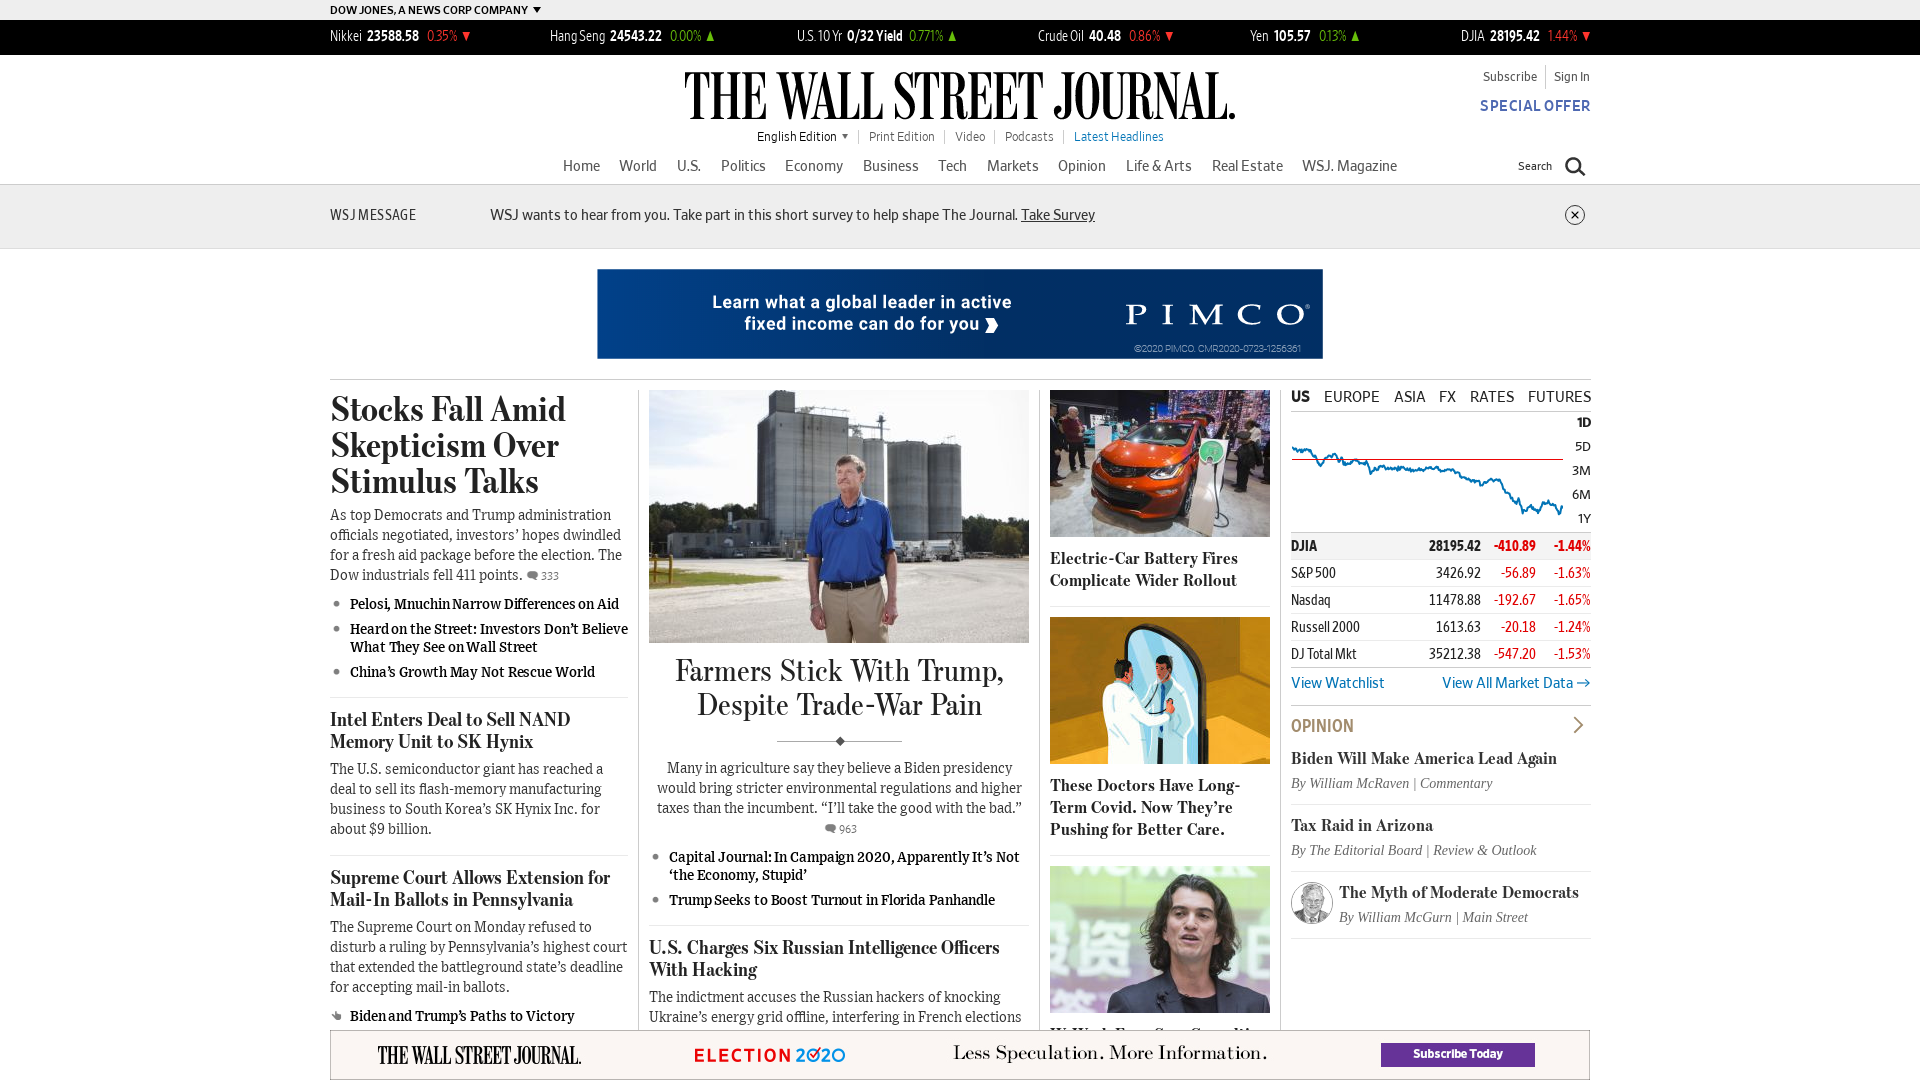 DOW JONES, A NEWS CORP COMPANY
Nikkei 23588.58 0.35% Hang Seng 24543.22 0.00% U.S. 10 Yr 0/32 Yield 0.771% Crude Oil 40.48 0.86% Yen 105.57 0.13% DJIA 28195.42 1.44%
THE WALL STREET JOURNAL.
Subscribe Sign In
SPECIAL OFFER
English Edition Print Edition Video Podcasts Latest Headlines
Home World U.S. Politics Economy Business Tech Markets Opinion Life & Arts Real Estate WSJ. Magazine Search
WSJ MESSAGE WSJ wants to hear from you. Take part in this short survey to help shape The Journal. Take Survey
Learn what a global leader in active
fixed income can do for you
PIMCO
©2020 PIMCO. CMR2020-0723-1256361
Stocks Fall Amid
Skepticism Over
Stimulus Talks
As top Democrats and Trump administration
officials negotiated, investors’ hopes dwindled
for a fresh aid package before the election. The
Dow industrials fell 411 points. 333
Pelosi, Mnuchin Narrow Differences on Aid
Heard on the Street: Investors Don’t Believe
What They See on Wall Street
China’s Growth May Not Rescue World
Intel Enters Deal to Sell NAND
Memory Unit to SK Hynix
The U.S. semiconductor giant has reached a
deal to sell its flash-memory manufacturing
business to South Korea’s SK Hynix Inc. for
about $9 billion.
Supreme Court Allows Extension for
Mail-In Ballots in Pennsylvania
The Supreme Court on Monday refused to
disturb a ruling by Pennsylvania’s highest court
that extended the battleground state’s deadline
for accepting mail-in ballots.
Biden and Trump’s Paths to Victory
Farmers Stick With Trump,
Despite Trade-War Pain
Many in agriculture say they believe a Biden presidency
would bring stricter environmental regulations and higher
taxes than the incumbent. “I’ll take the good with the bad.”
963
Capital Journal: In Campaign 2020, Apparently It’s Not
‘the Economy, Stupid’
Trump Seeks to Boost Turnout in Florida Panhandle
U.S. Charges Six Russian Intelligence Officers
With Hacking
The indictment accuses the Russian hackers of knocking
Ukraine’s energy grid offline, interfering in French elections
Electric-Car Battery Fires
Complicate Wider Rollout
These Doctors Have Long-
Term Covid. Now They’re
Pushing for Better Care.
US EUROPE ASIA FX RATES FUTURES
1D
5D
3M
6M
1Y
DJIA 28195.42 -410.89 -1.44%
S&P 500 3426.92 -56.89 -1.63%
Nasdaq 11478.88 -192.67 -1.65%
Russell 2000 1613.63 -20.18 -1.24%
DJ Total Mkt 35212.38 -547.20 -1.53%
View Watchlist View All Market Data
OPINION
Biden Will Make America Lead Again
By William McRaven | Commentary
Tax Raid in Arizona
By The Editorial Board | Review & Outlook
The Myth of Moderate Democrats
By William McGurn | Main Street
THE WALL STREET JOURNAL. ELECTION 2020 Less Speculation. More Information. Subscribe Today